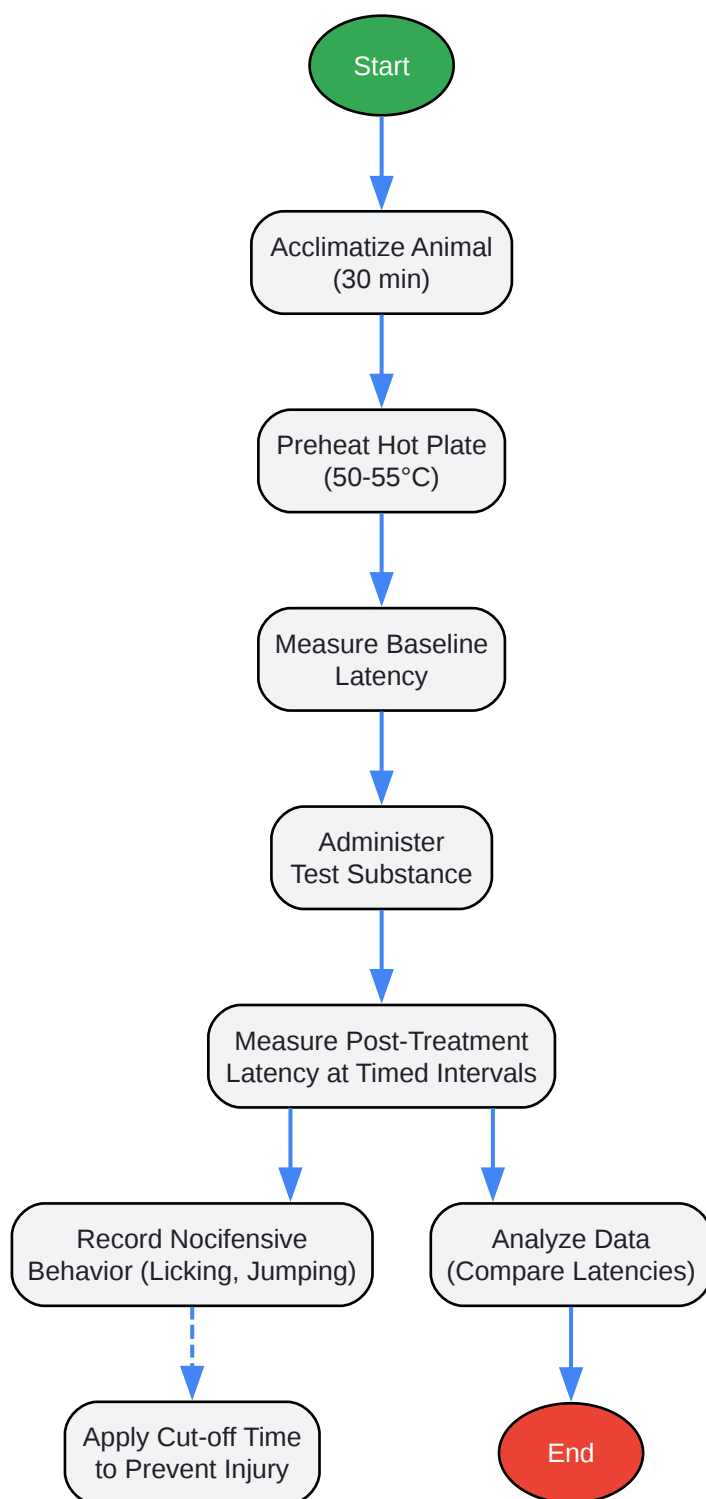 Start
Acclimatize Animal
(30 min)
Preheat Hot Plate
(50-55°C)
Measure Baseline
Latency
Administer
Test Substance
Measure Post-Treatment
Latency at Timed Intervals
Record Nocifensive
Behavior (Licking, Jumping)
Analyze Data
(Compare Latencies)
Apply Cut-off Time
to Prevent Injury
End